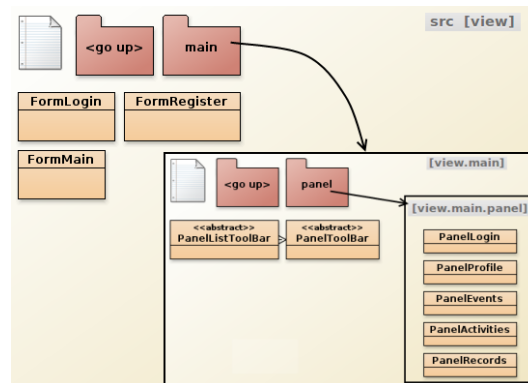 src [view]
<go up>
main
FormLogin
FormRegister
FormMain
[view.main]
<go up>
panel
<<abstract>>
PanelListToolBar
<<abstract>>
PanelToolBar
[view.main.panel]
PanelLogin
PanelProfile
PanelEvents
PanelActivities
PanelRecords